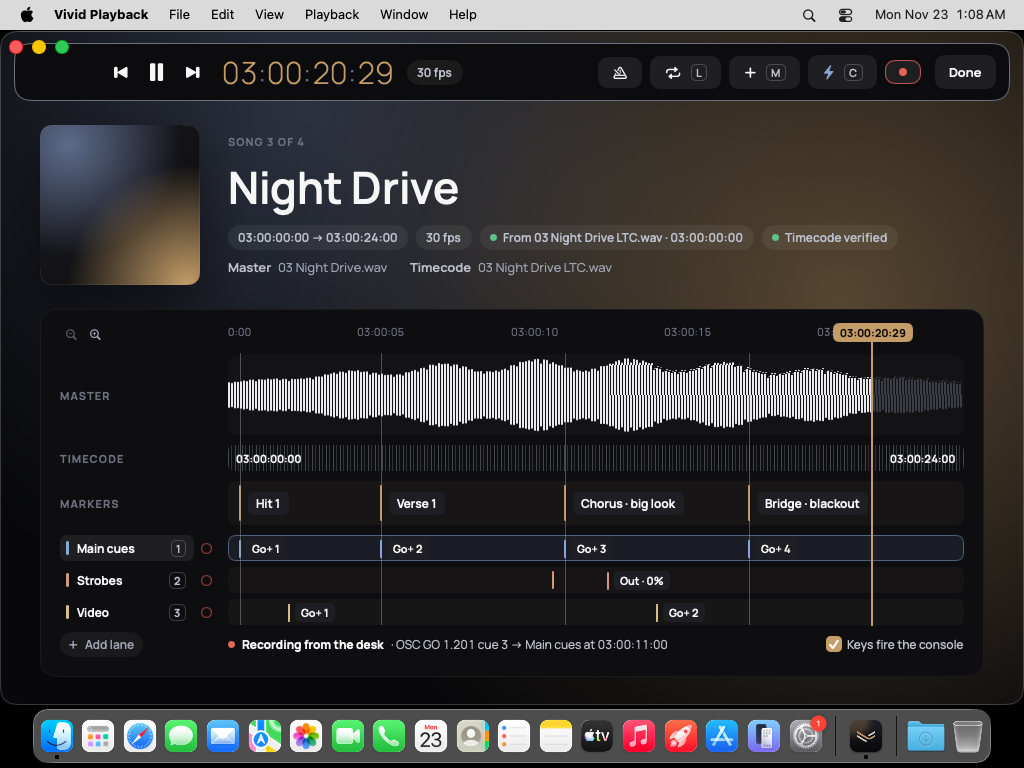 Vivid Playback File Edit View Playback Window Help Mon Nov 23 1:08 AM
03:00:20:29 30 fps L M C Done
SONG 3 OF 4
Night Drive
03:00:00:00 → 03:00:24:00 30 fps From 03 Night Drive LTC.wav · 03:00:00:00 Timecode verified
Master 03 Night Drive.wav Timecode 03 Night Drive LTC.wav
0:00 03:00:05 03:00:10 03:00:15 03: 03:00:20:29
MASTER
TIMECODE 03:00:00:00 03:00:24:00
MARKERS Hit 1 Verse 1 Chorus · big look Bridge · blackout
Main cues 1 Go+ 1 Go+ 2 Go+ 3 Go+ 4
Strobes 2 Out · 0%
Video 3 Go+ 1 Go+ 2
+ Add lane Recording from the desk · OSC GO 1.201 cue 3 → Main cues at 03:00:11:00 Keys fire the console
Mon
23 tv 1